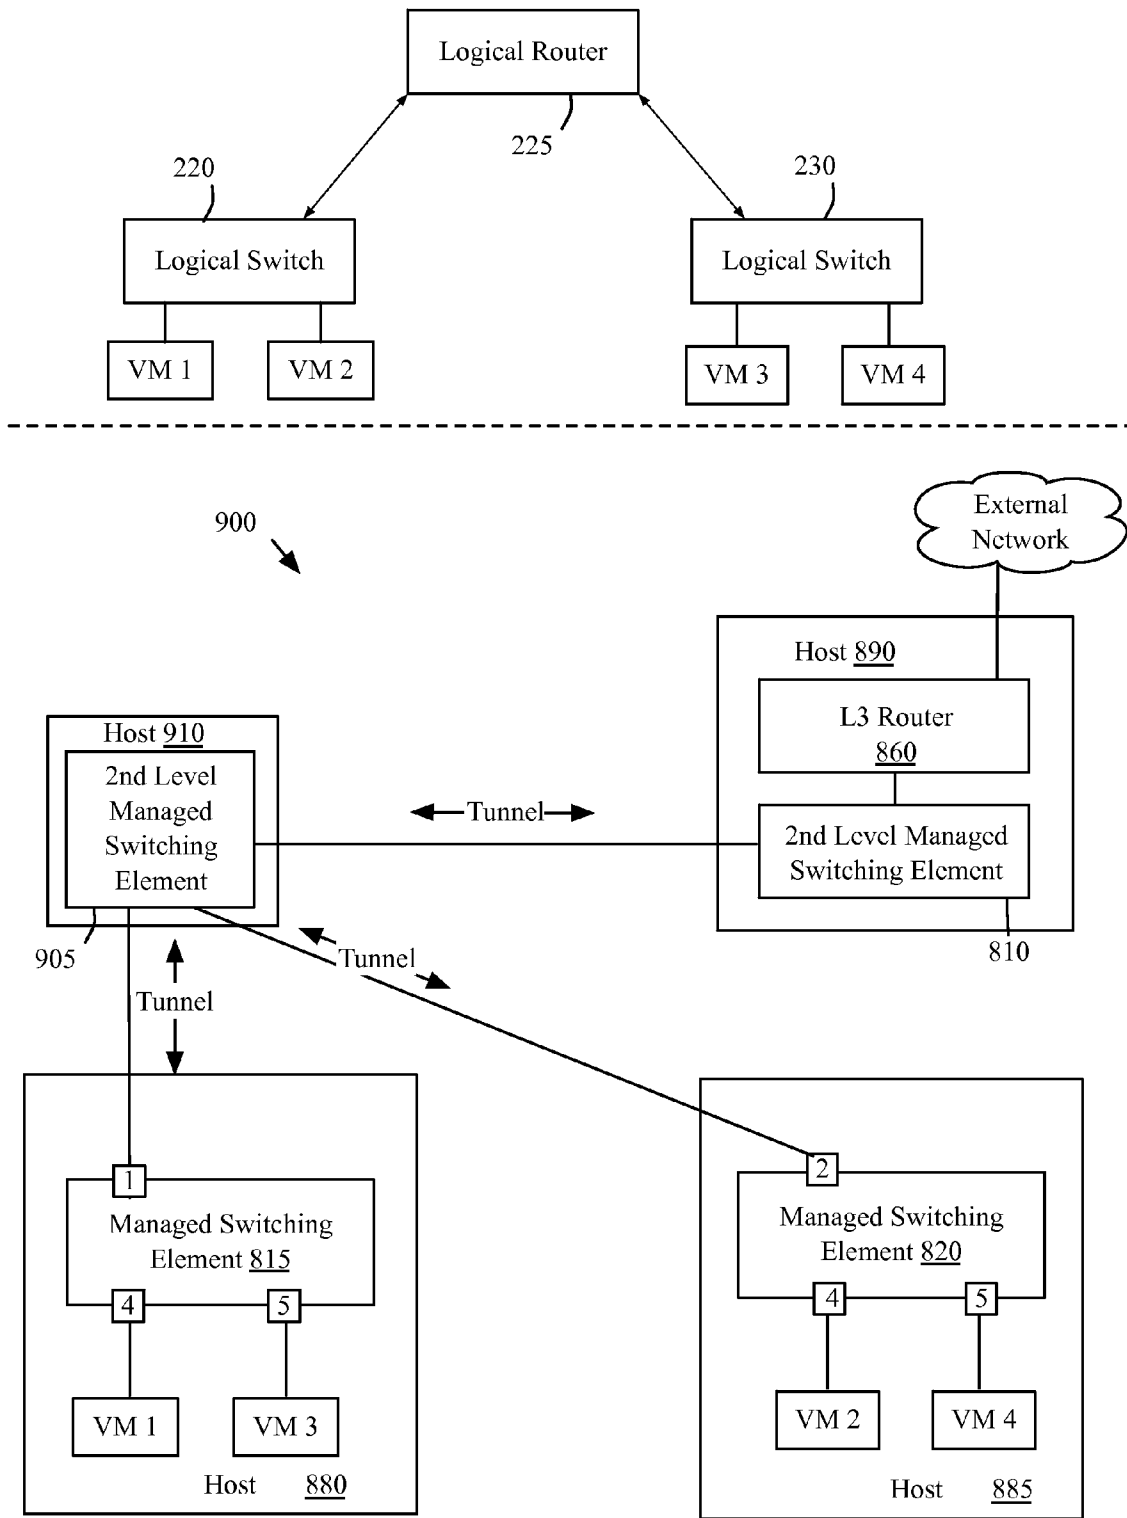 Logical Router
225
220
230
Logical Switch
Logical Switch
VM 1
VM 2
VM 3
VM 4
900
External
Network
Host 890
L3 Router
860
Host 910
2nd Level
Managed
Switching
Element
Tunnel
2nd Level Managed
Switching Element
905
810
Tunnel
Tunnel
1
Managed Switching
Element 815
4
5
VM 1
VM 3
Host 880
2
Managed Switching
Element 820
4
5
VM 2
VM 4
Host 885